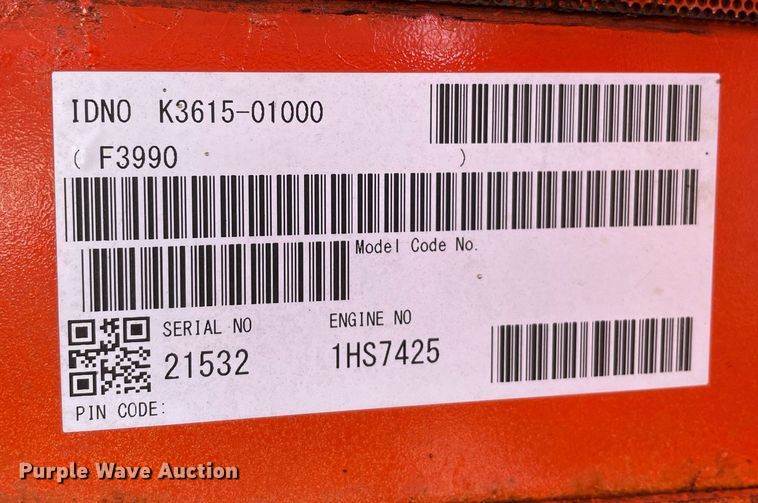 IDNO K3615-01000
( F3990 )
Model Code No.
SERIAL NO
ENGINE NO
21532
1HS7425
PIN CODE:
Purple Wave Auction